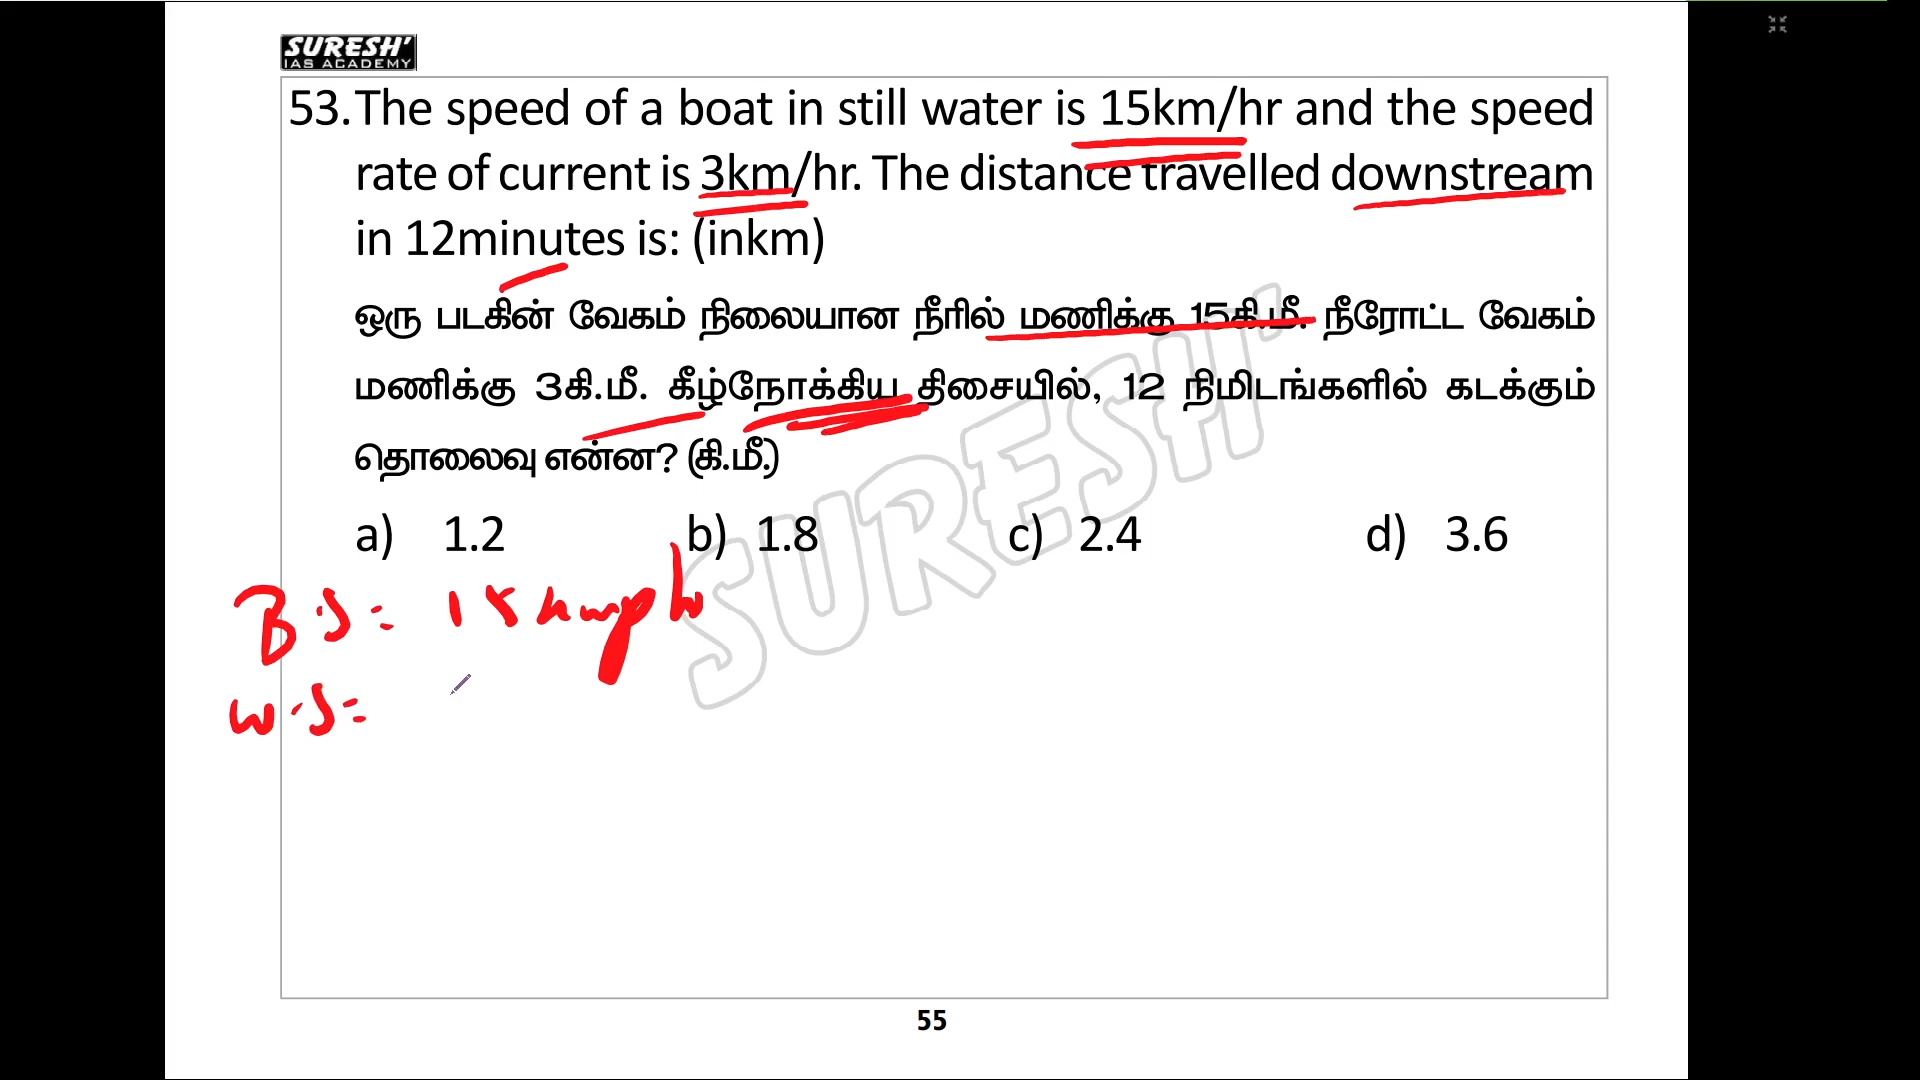 SURESH'
IAS ACADEMY
53. The speed of a boat in still water is 15km/hr and the speed
rate of current is 3km/hr. The distance travelled downstream
in 12minutes is: (inkm)
ஒரு படகின் வேகம் நிலையான நீரில் மணிக்கு 15கி.மீ. நீரோட்ட வேகம்
மணிக்கு 3கி.மீ. கீழ்நோக்கிய திசையில், 12 நிமிடங்களில் கடக்கும்
தொலைவு என்ன? (கி.மீ.)
a) 1.2 b) 1.8 c) 2.4 d) 3.6
B.S = 15 kmph
W.S =
SURESH'
55